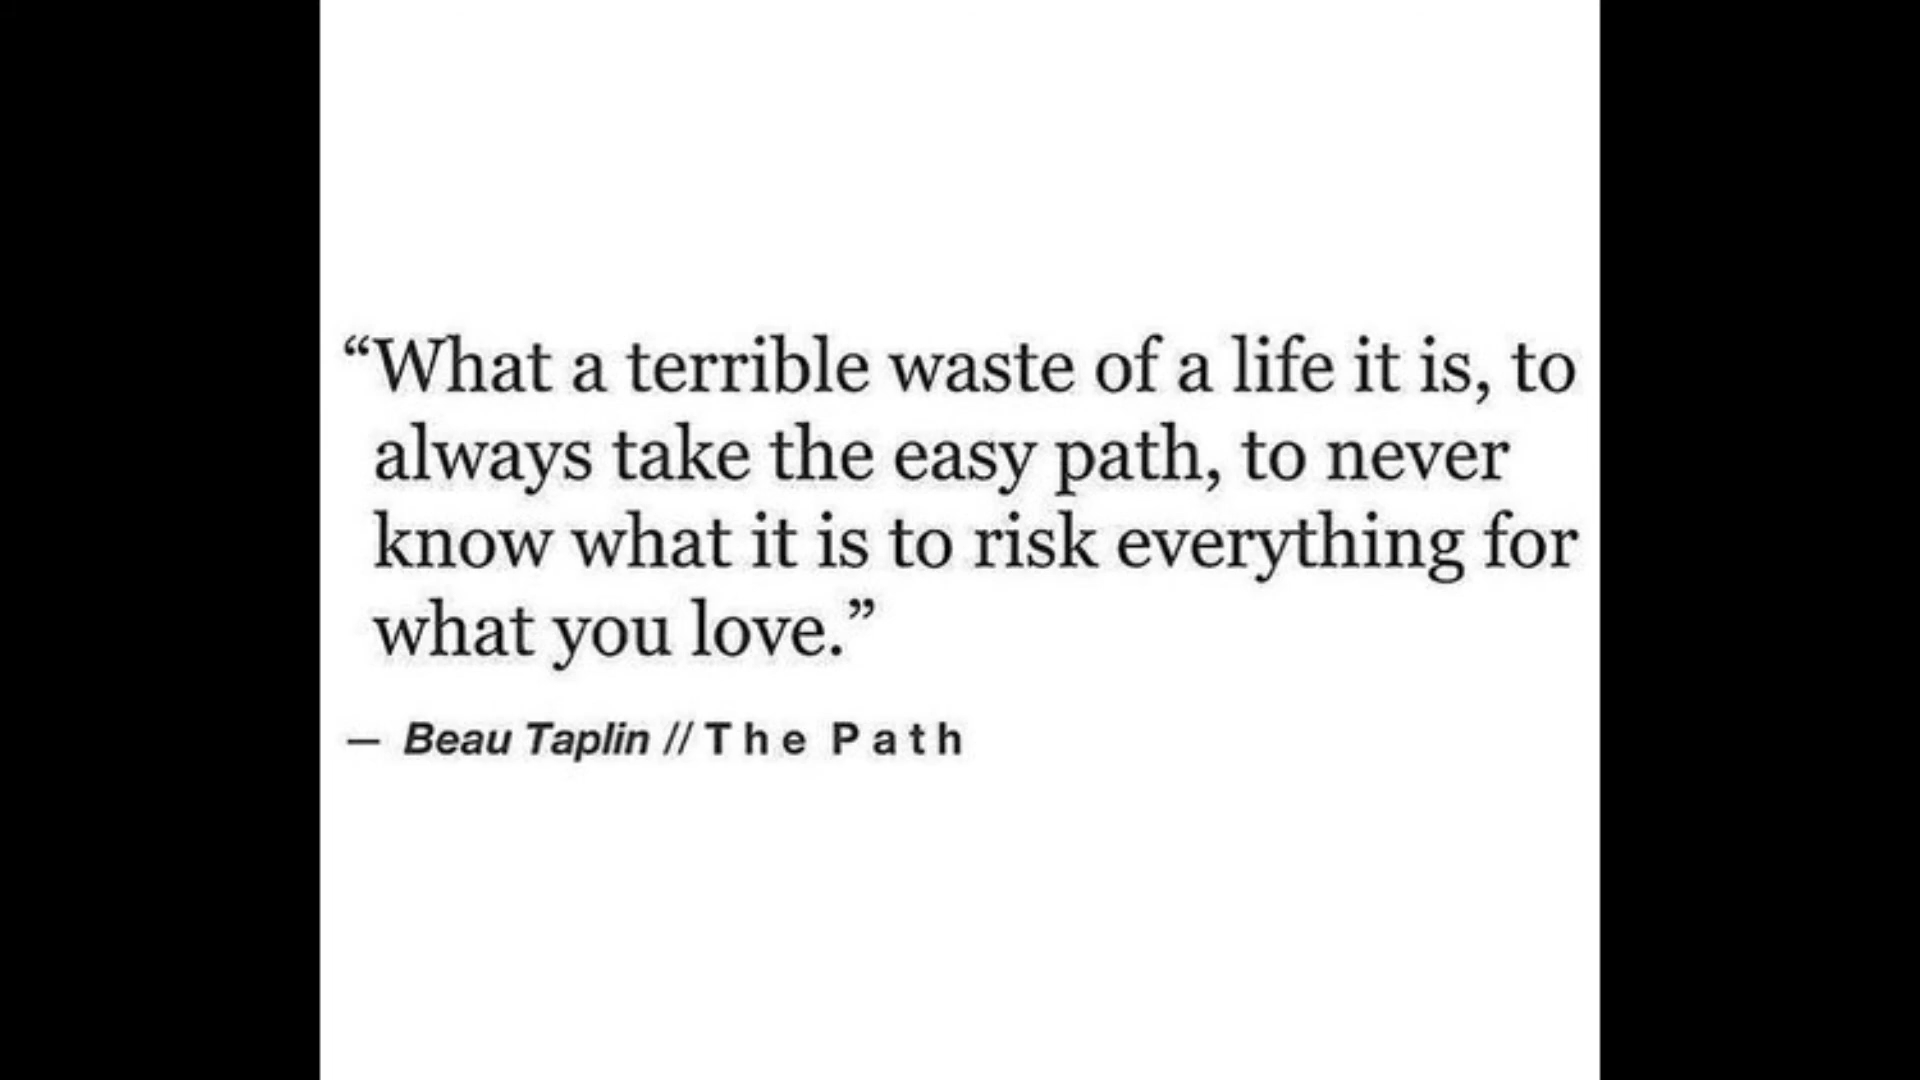 “What a terrible waste of a life it is, to
always take the easy path, to never
know what it is to risk everything for
what you love.”
— Beau Taplin // The Path